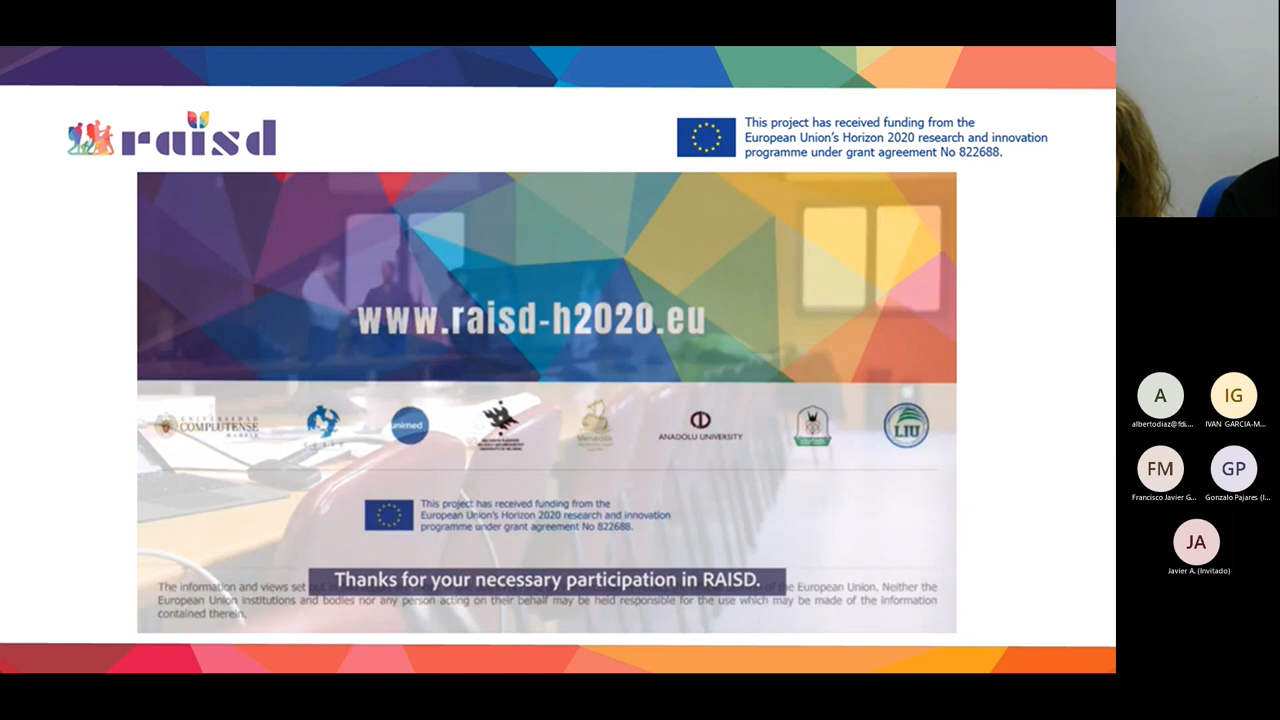 raisd
This project has received funding from the
European Union's Horizon 2020 research and innovation
programme under grant agreement No 822688.
www.raisd-h2020.eu
UNIVERSIDAD
COMPLUTENSE
MADRID
unimed
ANADOLU UNIVERSITY
LIU
This project has received funding from the
European Union's Horizon 2020 research and innovation
programme under grant agreement No 822688.
Thanks for your necessary participation in RAISD.
The information and views set of the European Union. Neither the
European Union institutions and bodies nor any person acting on their behalf may be held responsible for the use which may be made of the information
contained therein.
A
albertodiaz@fdi....
IG
IVAN GARCIA-M...
FM
Francisco Javier G...
GP
Gonzalo Pajares (I...
JA
Javier A. (Invitado)